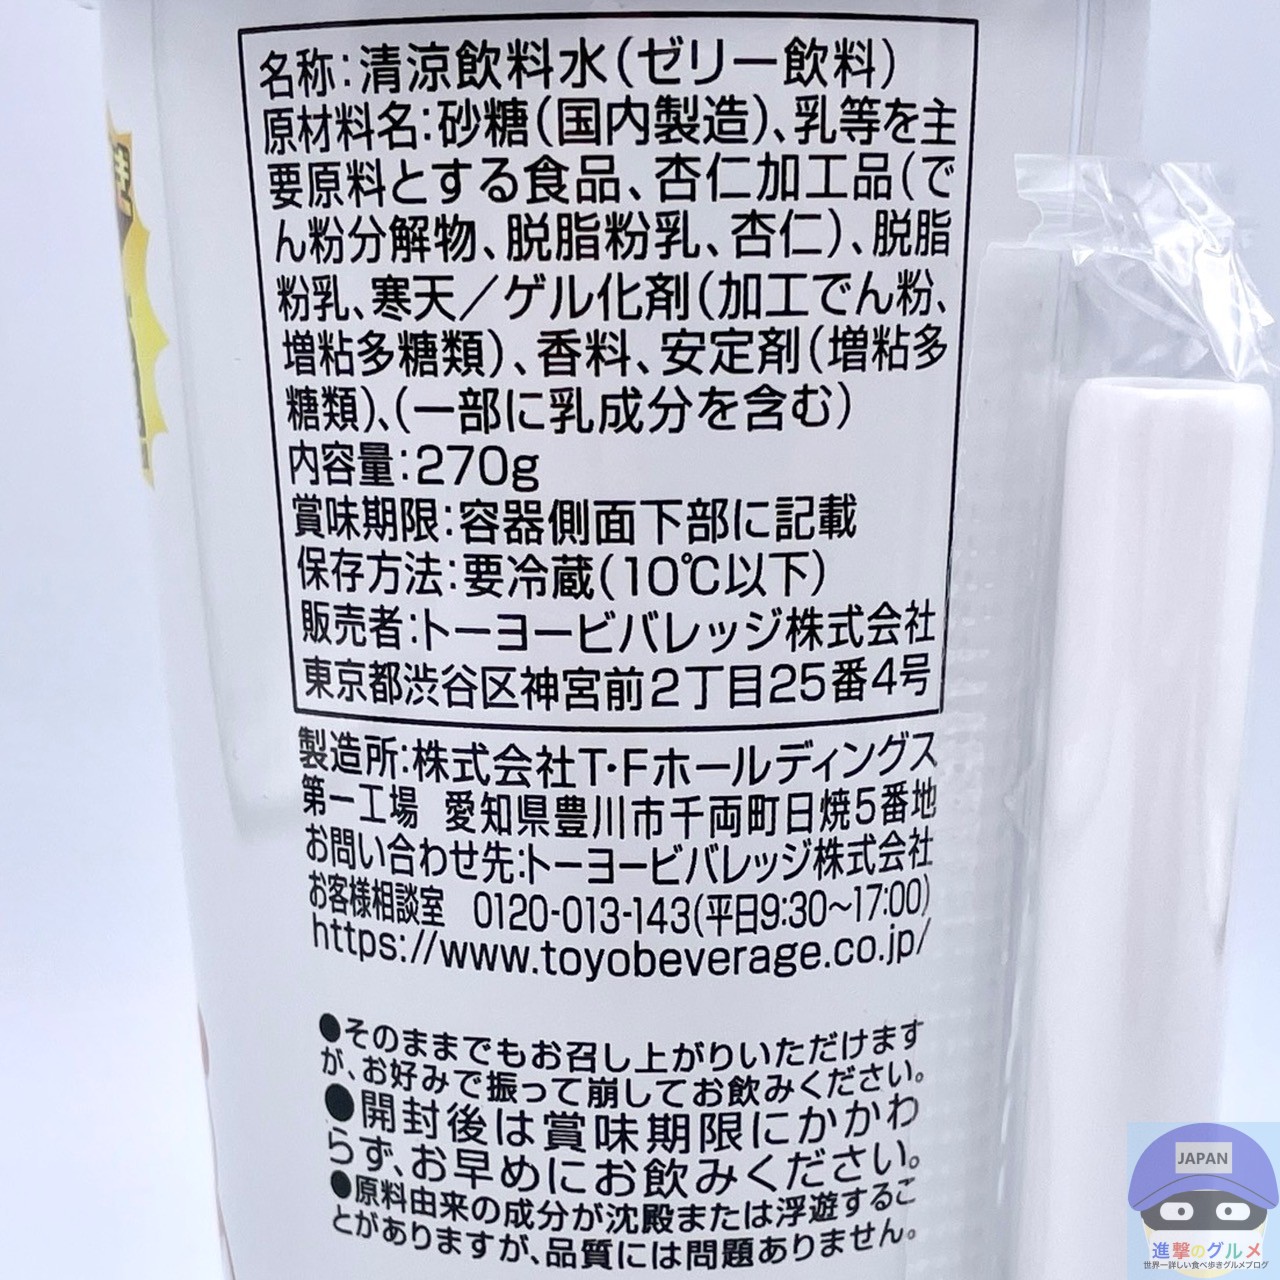 名称:清涼飲料水(ゼリー飲料)
原材料名:砂糖(国内製造)、乳等を主
要原料とする食品、杏仁加工品(で
ん粉分解物、脱脂粉乳、杏仁)、脱脂
粉乳、寒天/ゲル化剤(加工でん粉、
増粘多糖類)、香料、安定剤(増粘多
糖類)、(一部に乳成分を含む)
内容量:270g
賞味期限:容器側面下部に記載
保存方法:要冷蔵(10℃以下)
販売者:トーヨービバレッジ株式会社
東京都渋谷区神宮前2丁目25番4号
製造所:株式会社T・Fホールディングス
第一工場 愛知県豊川市千両町日焼5番地
お問い合わせ先:トーヨービバレッジ株式会社
お客様相談室 0120-013-143(平日9:30~17:00)
https://www.toyobeverage.co.jp/
●そのままでもお召し上がりいただけます
が、お好みで振って崩してお飲みください。
●開封後は賞味期限にかかわ
らず、お早めにお飲みください。
●原料由来の成分が沈殿または浮遊するこ
とがありますが、品質には問題ありません。
JAPAN
進撃のグルメ
世界一詳しい食べ歩きグルメブログ